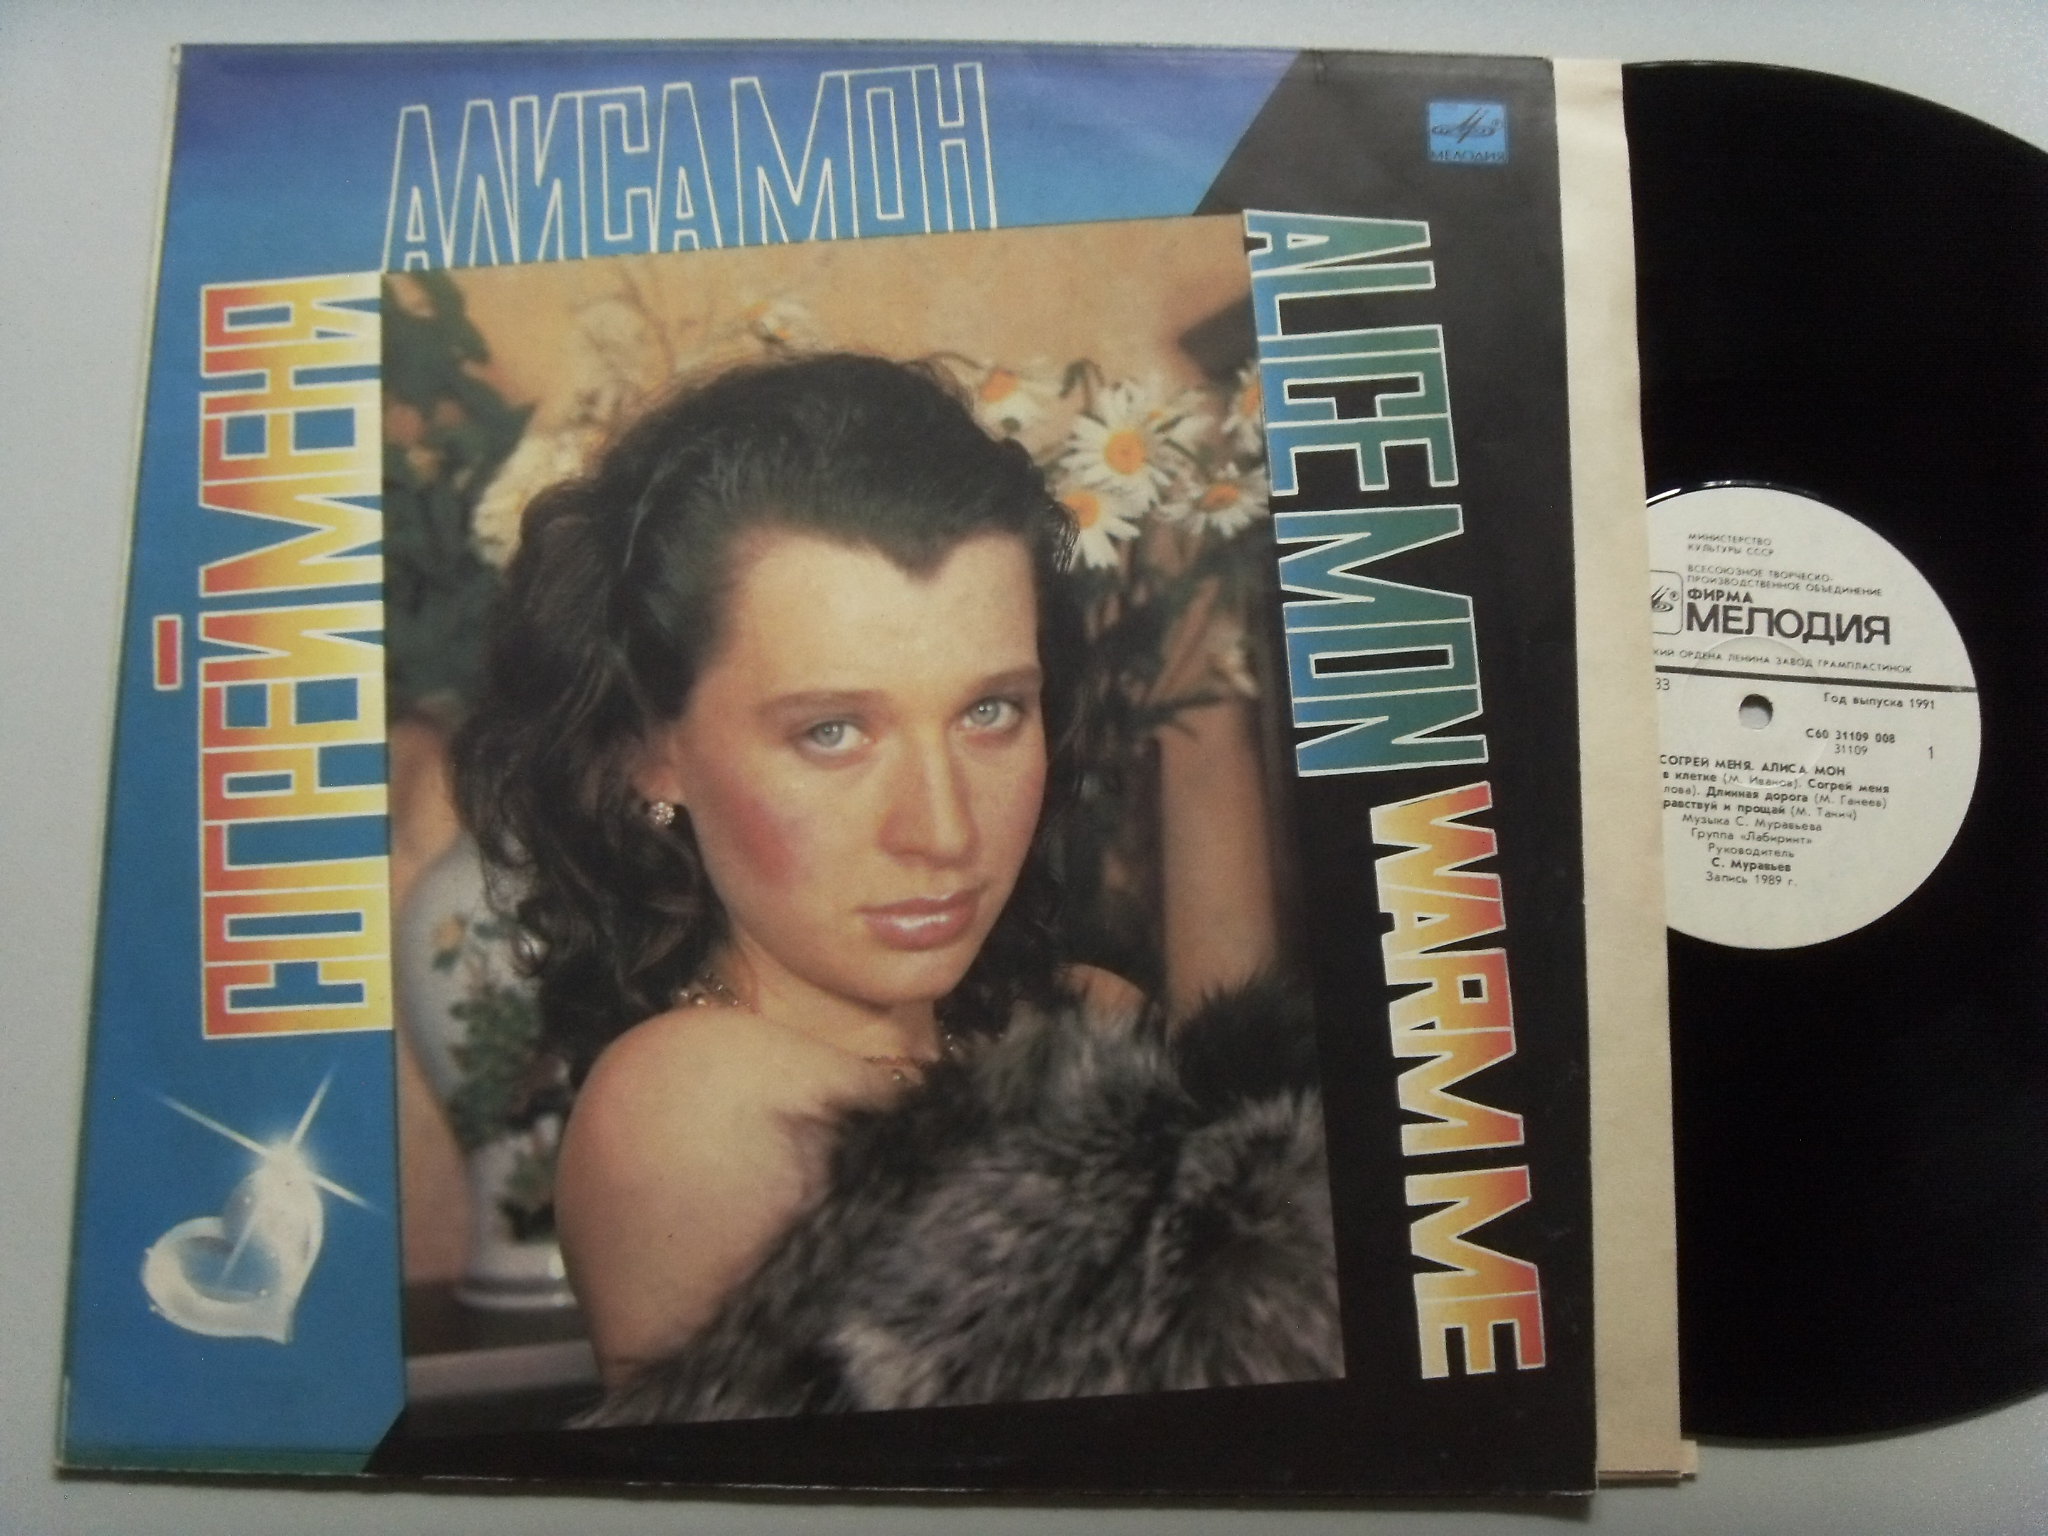 АЛИСА МОН
МЕЛОДИЯ
СОГРЕЙ МЕНЯ
ALICE MON WARM ME
МИНИСТЕРСТВО
КУЛЬТУРЫ СССР
ВСЕСОЮЗНОЕ ТВОРЧЕСКО-
ПРОИЗВОДСТВЕННОЕ ОБЪЕДИНЕНИЕ
ФИРМА
МЕЛОДИЯ
ОРДЕНА ЛЕНИНА ЗАВОД ГРАМПЛАСТИНОК
33
Год выпуска 1991
С60 31109 008
31109
1
СОГРЕЙ МЕНЯ. АЛИСА МОН
в клетке (М. Иванов). Согрей меня
лова). Длинная дорога (М. Ганеев)
равствуй и прощай (М. Танич)
Музыка С. Муравьева
Группа «Лабиринт»
Руководитель
С. Муравьев
Запись 1989 г.